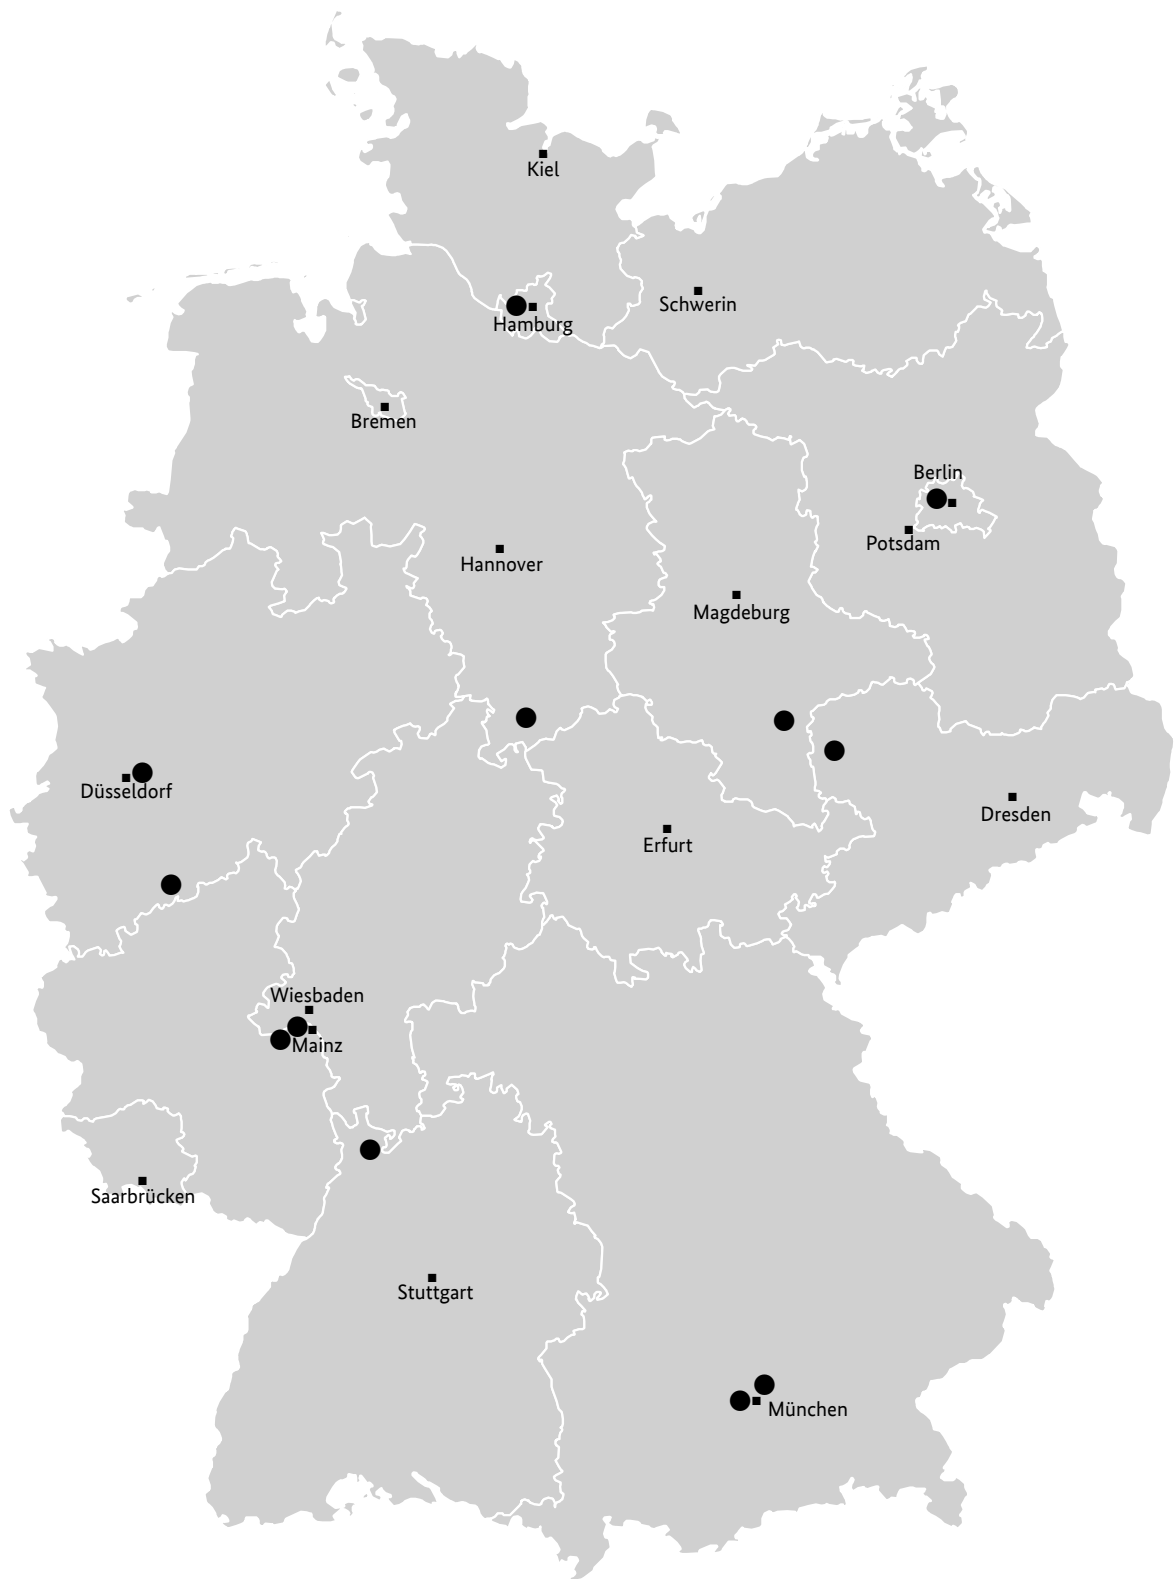 Kiel
Schwerin
Hamburg
Bremen
Berlin
Potsdam
Hannover
Magdeburg
Düsseldorf
Dresden
Erfurt
Wiesbaden
Mainz
Saarbrücken
Stuttgart
München